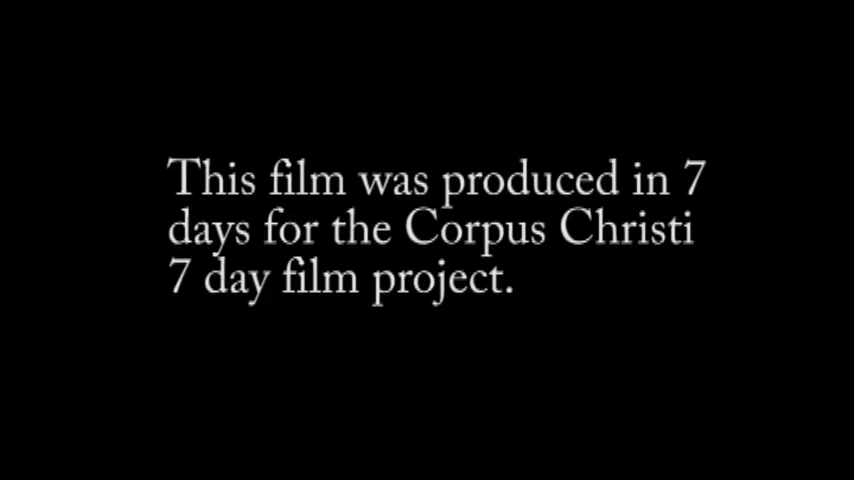 This film was produced in 7
days for the Corpus Christi
7 day film project.